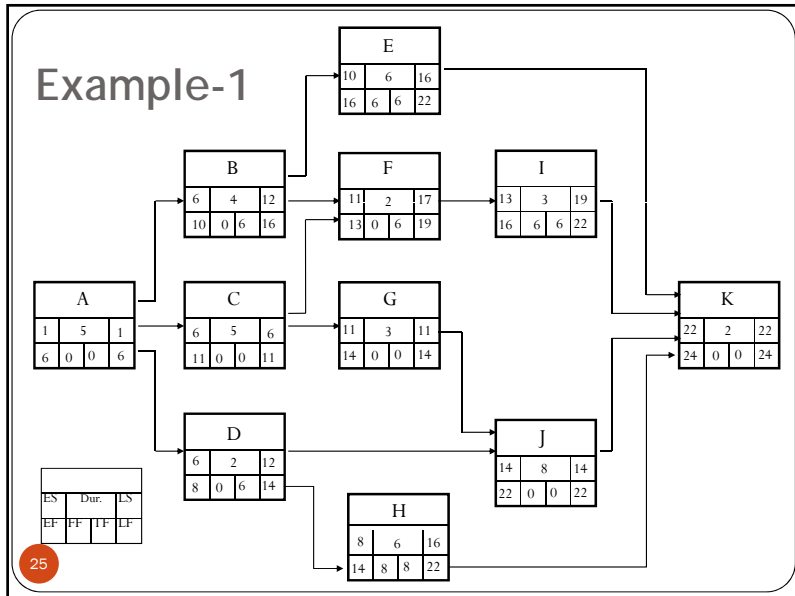 Example-1
E
10 6 16
16 6 6 22
B
6 4 12
10 0 6 16
F
11 2 17
13 0 6 19
I
13 3 19
16 6 6 22
A
1 5 1
6 0 0 6
C
6 5 6
11 0 0 11
G
11 3 11
14 0 0 14
K
22 2 22
24 0 0 24
D
6 2 12
8 0 6 14
J
14 8 14
22 0 0 22
H
8 6 16
14 8 8 22
ES Dur. LS
EF FF TF LF
25